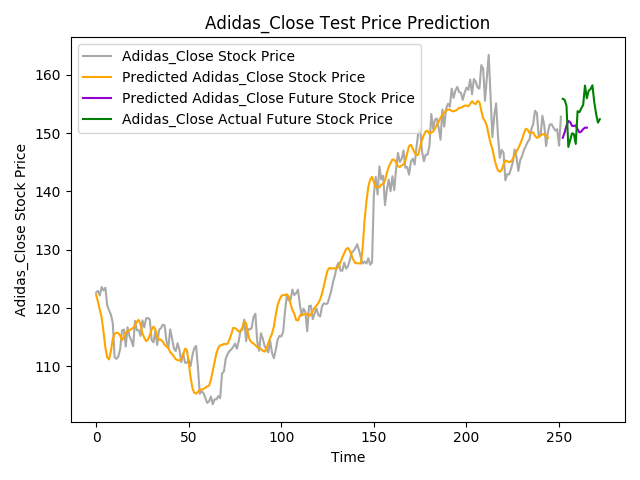 Adidas_Close Test Price Prediction
Adidas_Close Stock Price
Predicted Adidas_Close Stock Price
Predicted Adidas_Close Future Stock Price
Adidas_Close Actual Future Stock Price
Adidas_Close Stock Price
160
150
140
130
120
110
0 50 100 150 200 250
Time